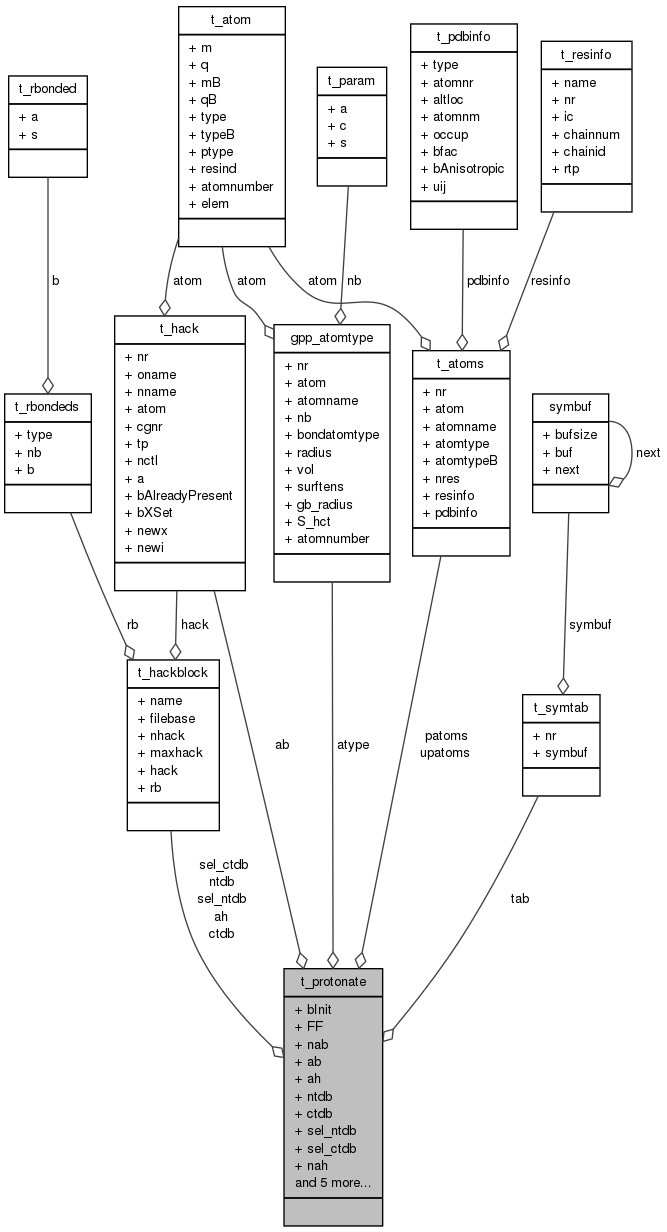 t_atom
+ m
+ q
+ mB
+ qB
+ type
+ typeB
+ ptype
+ resind
+ atomnumber
+ elem
t_pdbinfo
+ type
+ atomnr
+ altloc
+ atomnm
+ occup
+ bfac
+ bAnisotropic
+ uij
t_resinfo
+ name
+ nr
+ ic
+ chainnum
+ chainid
+ rtp
t_param
+ a
+ c
+ s
t_rbonded
+ a
+ s
b
atom
atom
atom
nb
pdbinfo
resinfo
t_hack
+ nr
+ oname
+ nname
+ atom
+ cgnr
+ tp
+ nctl
+ a
+ bAlreadyPresent
+ bXSet
+ newx
+ newi
gpp_atomtype
+ nr
+ atom
+ atomname
+ nb
+ bondatomtype
+ radius
+ vol
+ surftens
+ gb_radius
+ S_hct
+ atomnumber
t_atoms
+ nr
+ atom
+ atomname
+ atomtype
+ atomtypeB
+ nres
+ resinfo
+ pdbinfo
t_rbondeds
+ type
+ nb
+ b
symbuf
+ bufsize
+ buf
+ next
next
rb
hack
symbuf
t_hackblock
+ name
+ filebase
+ nhack
+ maxhack
+ hack
+ rb
t_symtab
+ nr
+ symbuf
ab
atype
patoms
upatoms
sel_ctdb
ntdb
sel_ntdb
ah
ctdb
tab
t_protonate
+ bInit
+ FF
+ nab
+ ab
+ ah
+ ntdb
+ ctdb
+ sel_ntdb
+ sel_ctdb
+ nah
and 5 more...